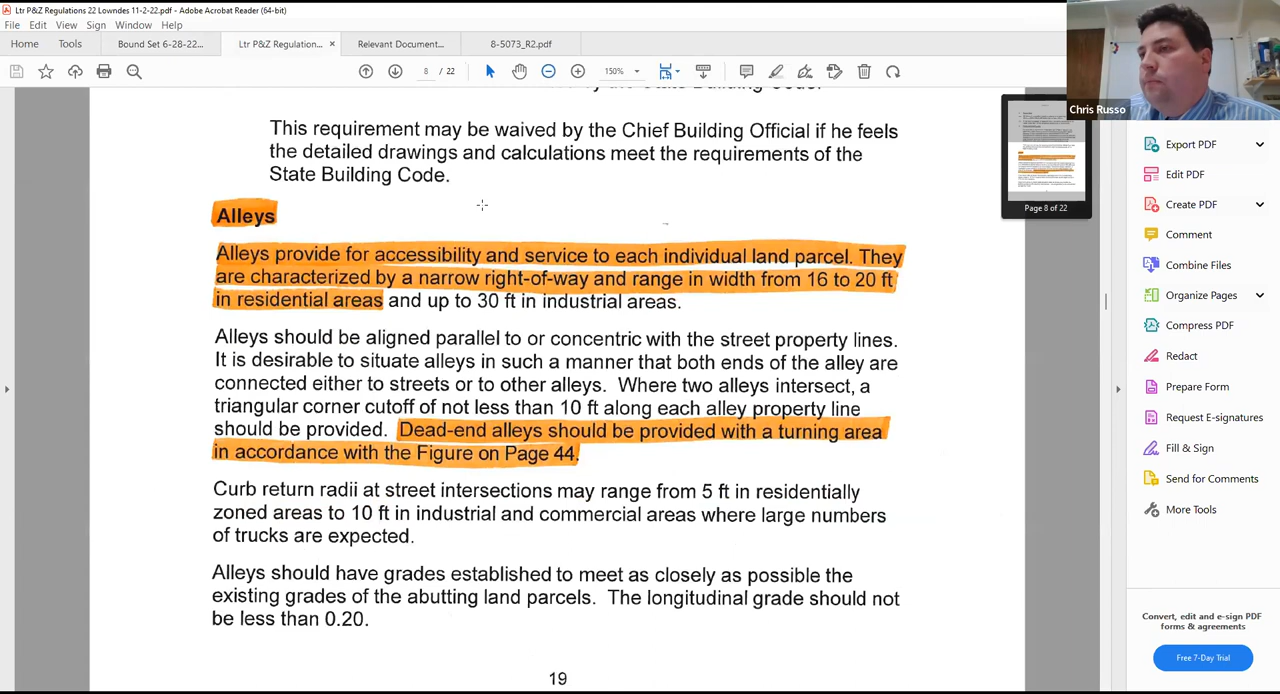 Ltr P&Z Regulations 22 Lowndes 11-2-22.pdf - Adobe Acrobat Reader (64-bit)
File Edit View Sign Window Help
Home Tools Bound Set 6-28-22... Ltr P&Z Regulation... × Relevant Document... 8-5073_R2.pdf
8 / 22 150%
Chris Russo
This requirement may be waived by the Chief Building Official if he feels
the detailed drawings and calculations meet the requirements of the
State Building Code.
Alleys
Alleys provide for accessibility and service to each individual land parcel. They
are characterized by a narrow right-of-way and range in width from 16 to 20 ft
in residential areas and up to 30 ft in industrial areas.
Alleys should be aligned parallel to or concentric with the street property lines.
It is desirable to situate alleys in such a manner that both ends of the alley are
connected either to streets or to other alleys. Where two alleys intersect, a
triangular corner cutoff of not less than 10 ft along each alley property line
should be provided. Dead-end alleys should be provided with a turning area
in accordance with the Figure on Page 44.
Curb return radii at street intersections may range from 5 ft in residentially
zoned areas to 10 ft in industrial and commercial areas where large numbers
of trucks are expected.
Alleys should have grades established to meet as closely as possible the
existing grades of the abutting land parcels. The longitudinal grade should not
be less than 0.20.
19
Page 8 of 22
Export PDF
Edit PDF
Create PDF
Comment
Combine Files
Organize Pages
Compress PDF
Redact
Prepare Form
Request E-signatures
Fill & Sign
Send for Comments
More Tools
Convert, edit and e-sign PDF
forms & agreements
Free 7-Day Trial